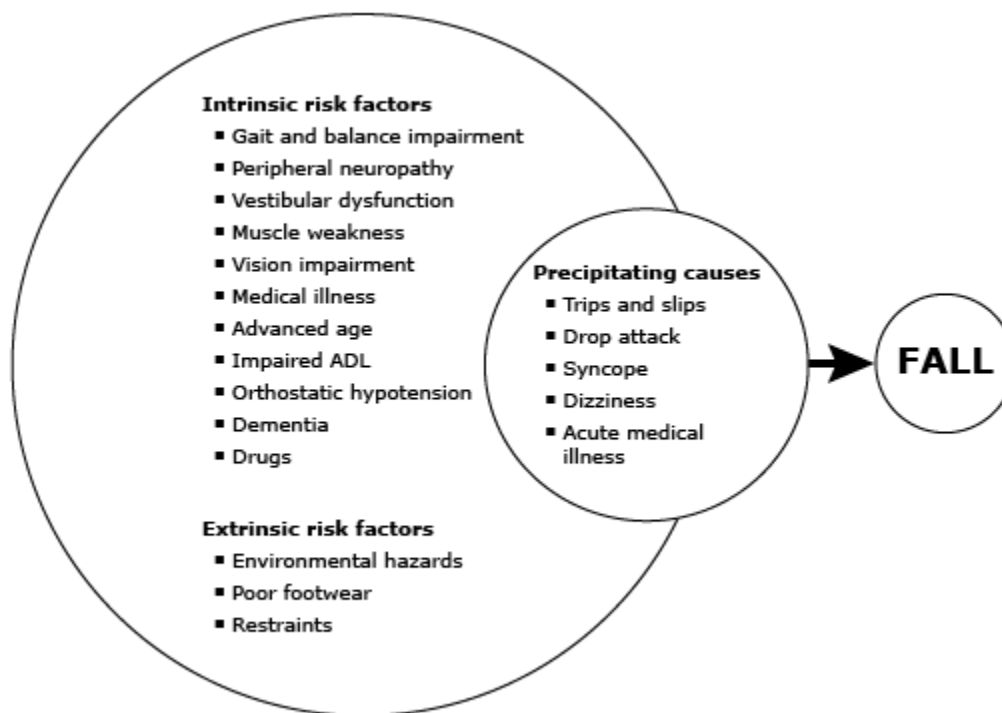 Intrinsic risk factors
▪ Gait and balance impairment
▪ Peripheral neuropathy
▪ Vestibular dysfunction
▪ Muscle weakness
▪ Vision impairment
▪ Medical illness
▪ Advanced age
▪ Impaired ADL
▪ Orthostatic hypotension
▪ Dementia
▪ Drugs
Extrinsic risk factors
▪ Environmental hazards
▪ Poor footwear
▪ Restraints
Precipitating causes
▪ Trips and slips
▪ Drop attack
▪ Syncope
▪ Dizziness
▪ Acute medical
illness
FALL